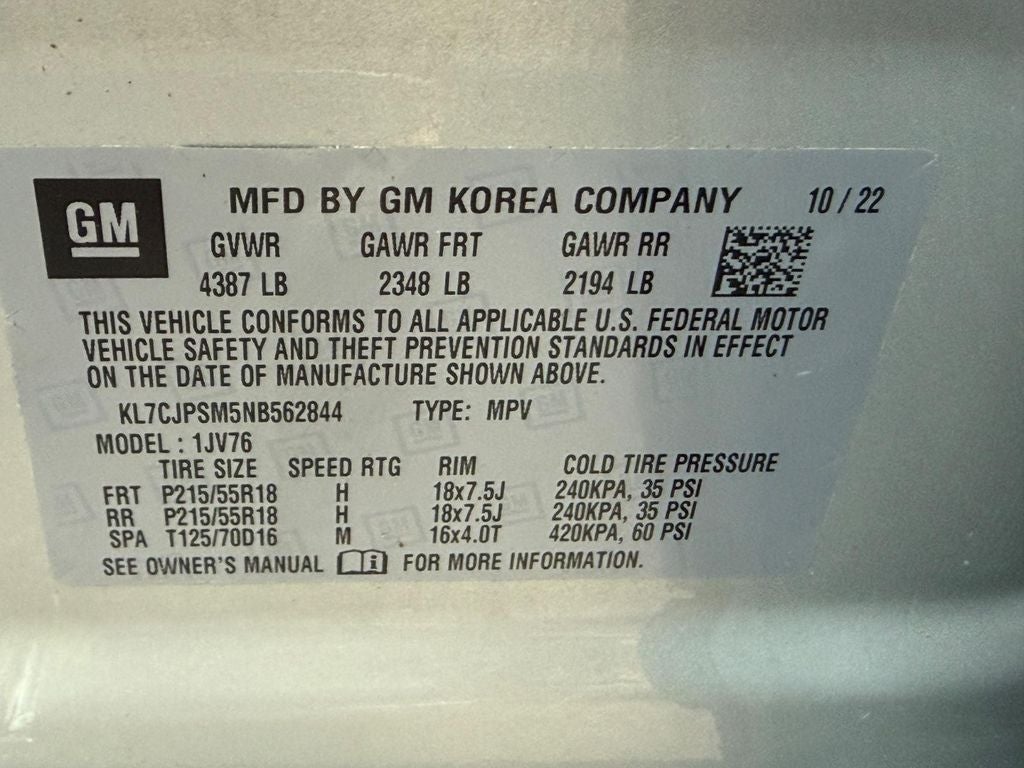 GM
MFD BY GM KOREA COMPANY 10 / 22
GVWR GAWR FRT GAWR RR
4387 LB 2348 LB 2194 LB
THIS VEHICLE CONFORMS TO ALL APPLICABLE U.S. FEDERAL MOTOR
VEHICLE SAFETY AND THEFT PREVENTION STANDARDS IN EFFECT
ON THE DATE OF MANUFACTURE SHOWN ABOVE.
KL7CJPSM5NB562844 TYPE: MPV
MODEL : 1JV76
TIRE SIZE SPEED RTG RIM COLD TIRE PRESSURE
FRT P215/55R18 H 18x7.5J 240KPA, 35 PSI
RR P215/55R18 H 18x7.5J 240KPA, 35 PSI
SPA T125/70D16 M 16x4.0T 420KPA, 60 PSI
SEE OWNER'S MANUAL i FOR MORE INFORMATION.